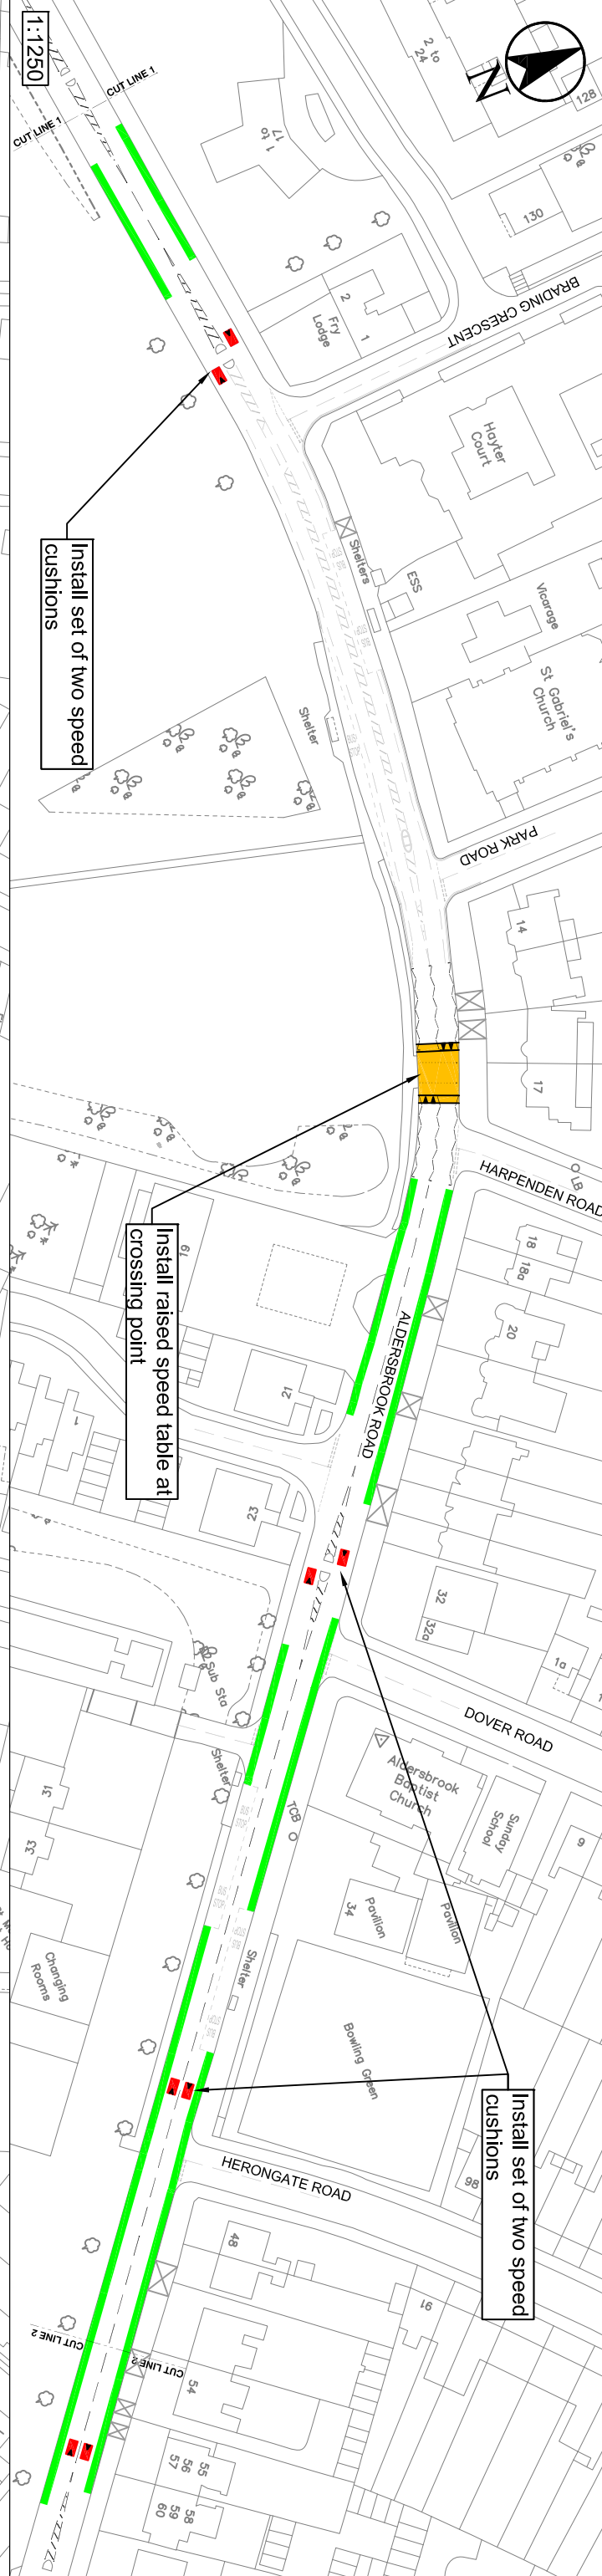 1:1250
N
CUT LINE 1
CUT LINE 1
2 to
24
128
130
1 to
17
BRADING CRESCENT
2
1
Fry
Lodge
Hayter
Court
Install set of two speed
cushions
Shelters
ESS
Vicarage
St Gabriel's
Church
Shelter
PARK ROAD
14
17
LB
HARPENDEN ROAD
Install raised speed table at
crossing point
18
18a
20
19
21
ALDERSBROOK ROAD
1
23
32
32a
1a
DOVER ROAD
Sub Sta
Shelter
Aldersbrook
Baptist
Church
Sunday
School
9
TCB
31
33
34
Pavilion
Pavilion
Shelter
Changing
Rooms
Bowling Green
Install set of two speed
cushions
98
HERONGATE ROAD
48
91
CUT LINE 2
CUT LINE 2
54
55
56
57
58
59
60